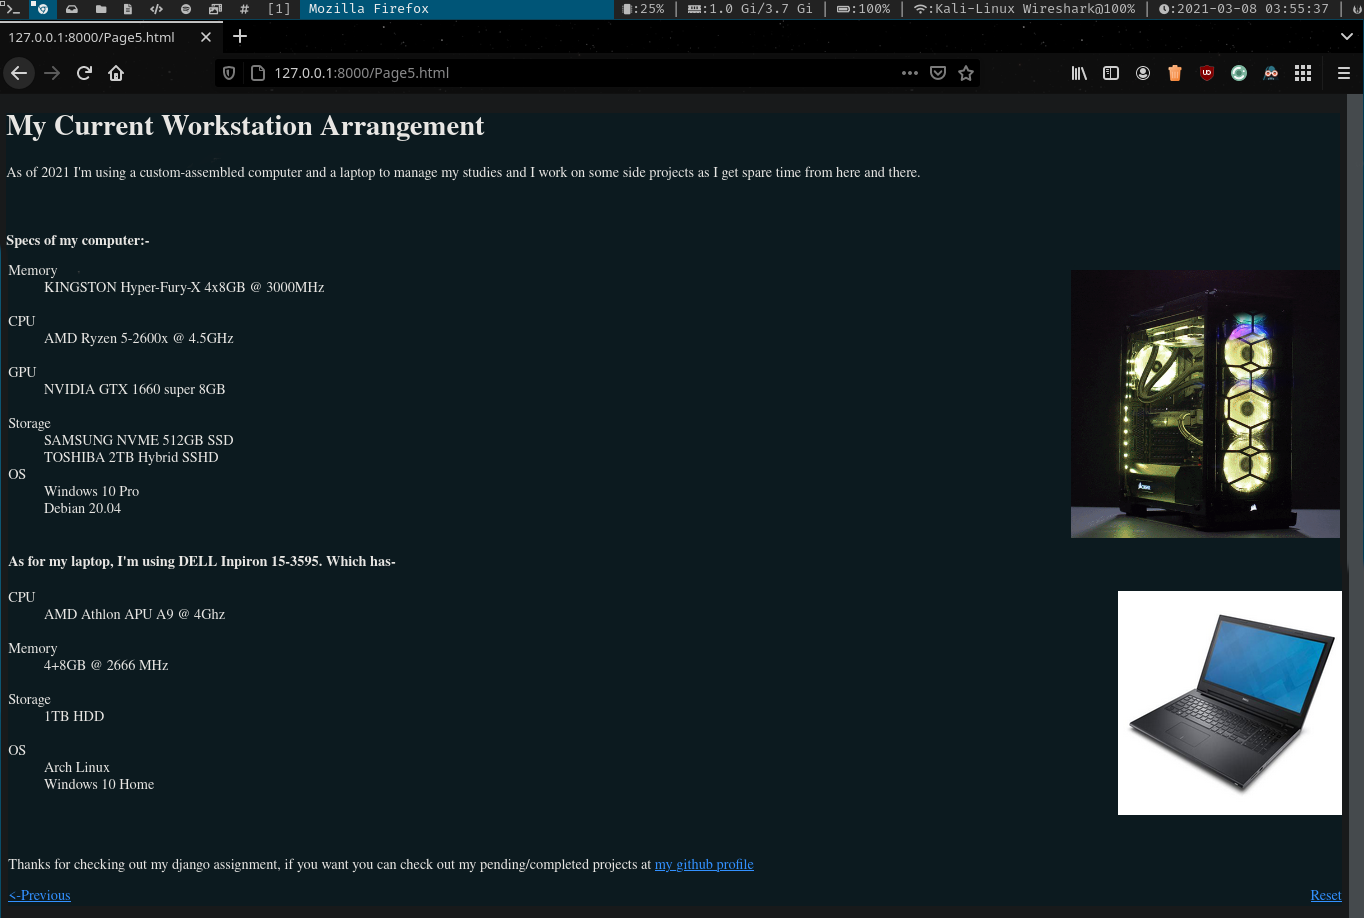 [1] Mozilla Firefox :25% | :1.0 Gi/3.7 Gi | :100% | :Kali-Linux Wireshark@100% | :2021-03-08 03:55:37 |
127.0.0.1:8000/Page5.html
127.0.0.1:8000/Page5.html
My Current Workstation Arrangement
As of 2021 I'm using a custom-assembled computer and a laptop to manage my studies and I work on some side projects as I get spare time from here and there.
Specs of my computer:-
Memory
KINGSTON Hyper-Fury-X 4x8GB @ 3000MHz
CPU
AMD Ryzen 5-2600x @ 4.5GHz
GPU
NVIDIA GTX 1660 super 8GB
Storage
SAMSUNG NVME 512GB SSD
TOSHIBA 2TB Hybrid SSHD
OS
Windows 10 Pro
Debian 20.04
As for my laptop, I'm using DELL Inpiron 15-3595. Which has-
CPU
AMD Athlon APU A9 @ 4Ghz
Memory
4+8GB @ 2666 MHz
Storage
1TB HDD
OS
Arch Linux
Windows 10 Home
Thanks for checking out my django assignment, if you want you can check out my pending/completed projects at my github profile
<-Previous Reset